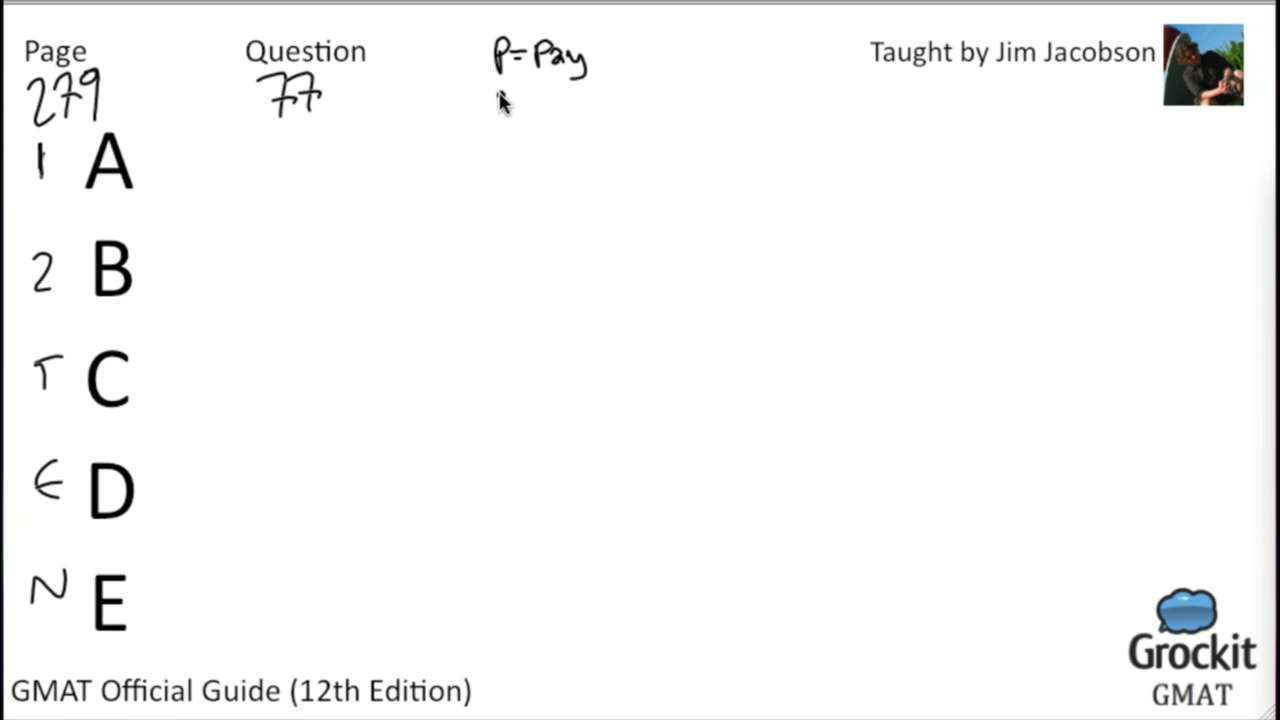 Page Question P=Pay Taught by Jim Jacobson
279 77
1 A
2 B
T C
E D
N E
Grockit
GMAT
GMAT Official Guide (12th Edition)